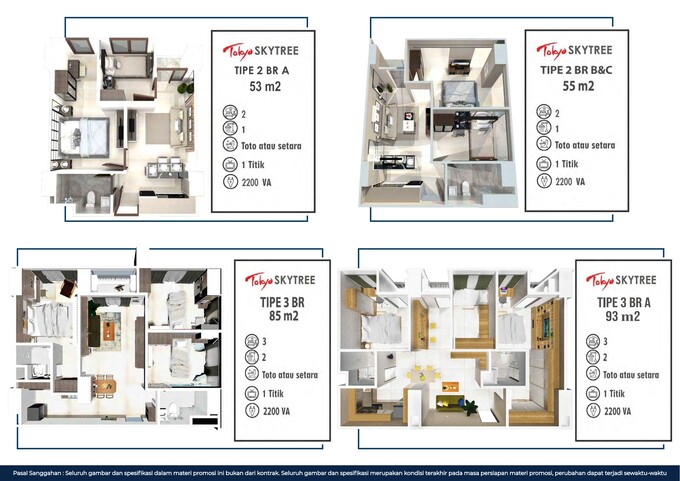 Tokyo SKYTREE
TIPE 2 BR A
53 m2
2
1
Toto atau setara
1 Titik
2200 VA
Tokyo SKYTREE
TIPE 2 BR B&C
55 m2
2
1
Toto atau setara
1 Titik
2200 VA
Tokyo SKYTREE
TIPE 3 BR
85 m2
3
2
Toto atau setara
1 Titik
2200 VA
Tokyo SKYTREE
TIPE 3 BR A
93 m2
3
2
Toto atau setara
1 Titik
2200 VA
Pasal Sanggahan : Seluruh gambar dan spesifikasi dalam materi promosi ini bukan dari kontrak. Seluruh gambar dan spesifikasi merupakan kondisi terakhir pada masa persiapan materi promosi, perubahan dapat terjadi sewaktu-waktu